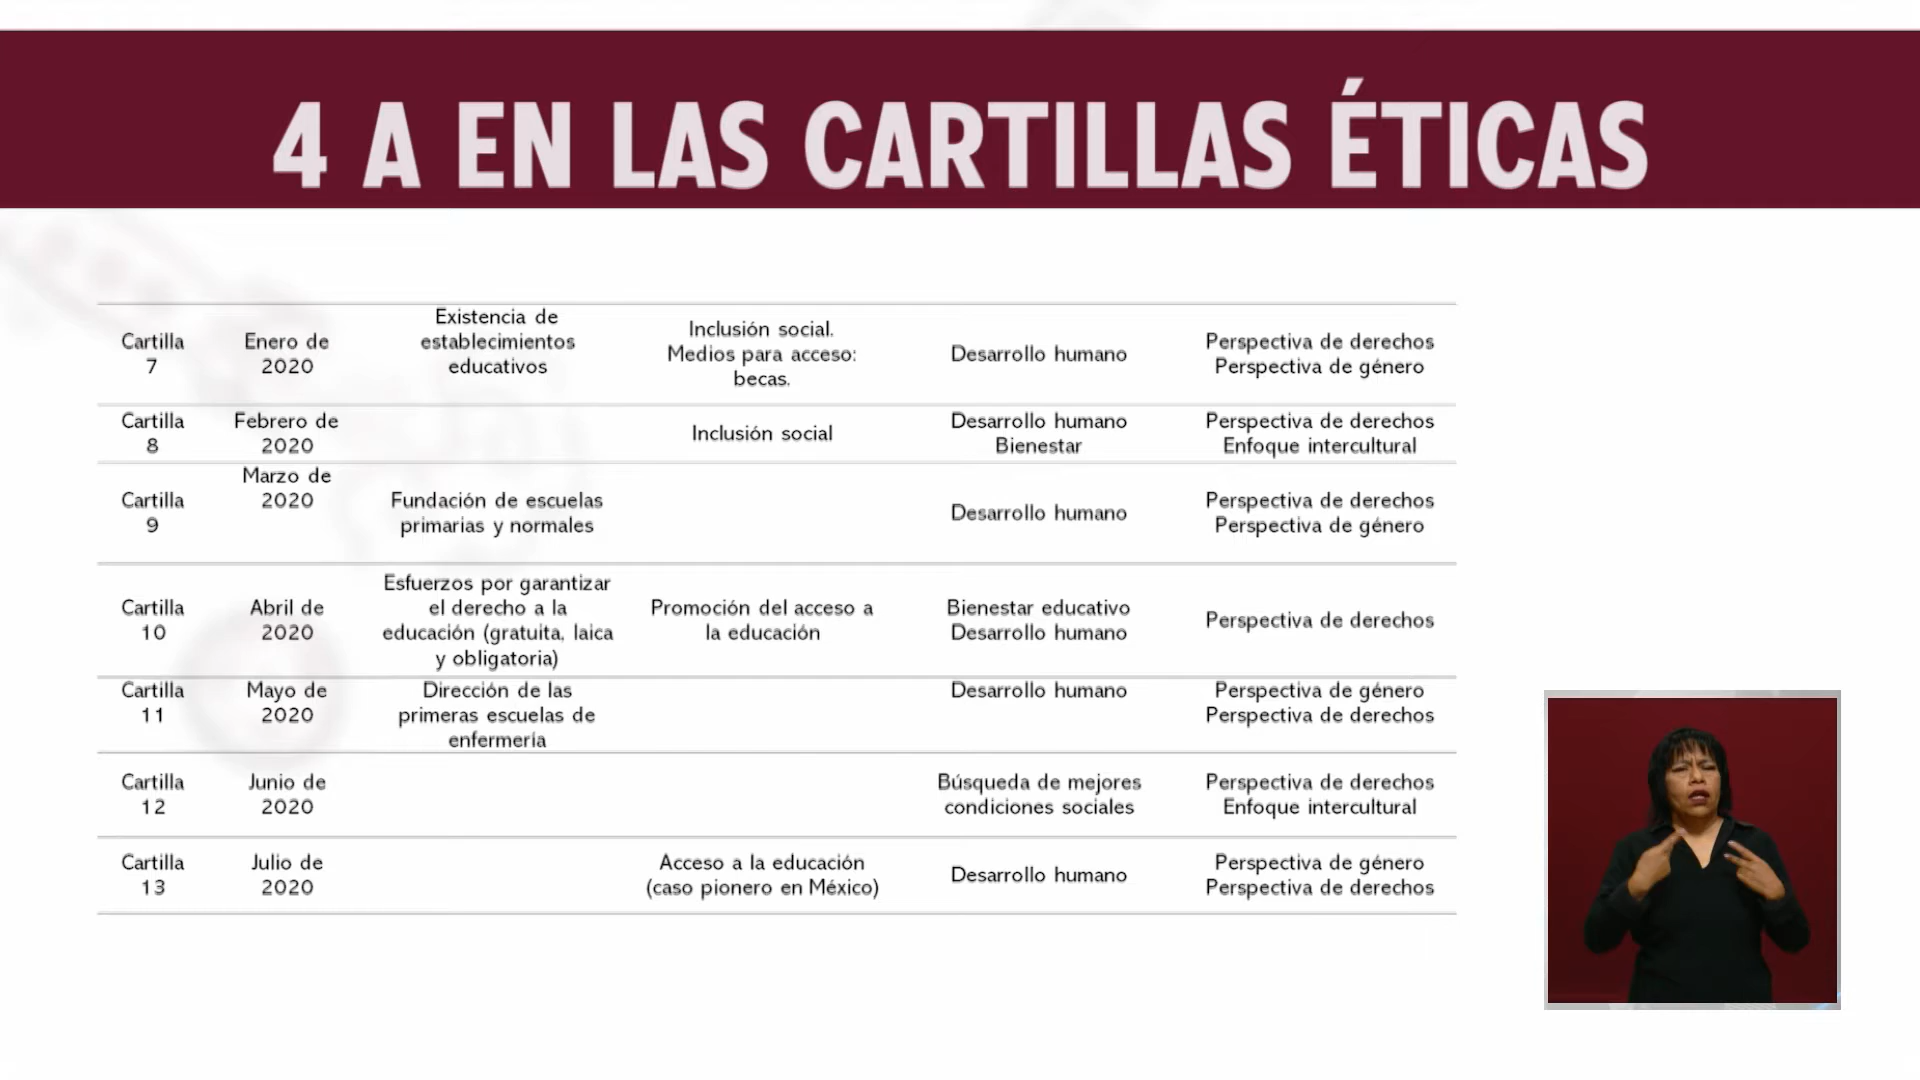 4 A EN LAS CARTILLAS ÉTICAS
Cartilla
7
Enero de
2020
Existencia de
establecimientos
educativos
Inclusión social.
Medios para acceso:
becas.
Desarrollo humano
Perspectiva de derechos
Perspectiva de género
Cartilla
8
Febrero de
2020
Inclusión social
Desarrollo humano
Bienestar
Perspectiva de derechos
Enfoque intercultural
Cartilla
9
Marzo de
2020
Fundación de escuelas
primarias y normales
Desarrollo humano
Perspectiva de derechos
Perspectiva de género
Cartilla
10
Abril de
2020
Esfuerzos por garantizar
el derecho a la
educación (gratuita, laica
y obligatoria)
Promoción del acceso a
la educación
Bienestar educativo
Desarrollo humano
Perspectiva de derechos
Cartilla
11
Mayo de
2020
Dirección de las
primeras escuelas de
enfermería
Desarrollo humano
Perspectiva de género
Perspectiva de derechos
Cartilla
12
Junio de
2020
Búsqueda de mejores
condiciones sociales
Perspectiva de derechos
Enfoque intercultural
Cartilla
13
Julio de
2020
Acceso a la educación
(caso pionero en México)
Desarrollo humano
Perspectiva de género
Perspectiva de derechos